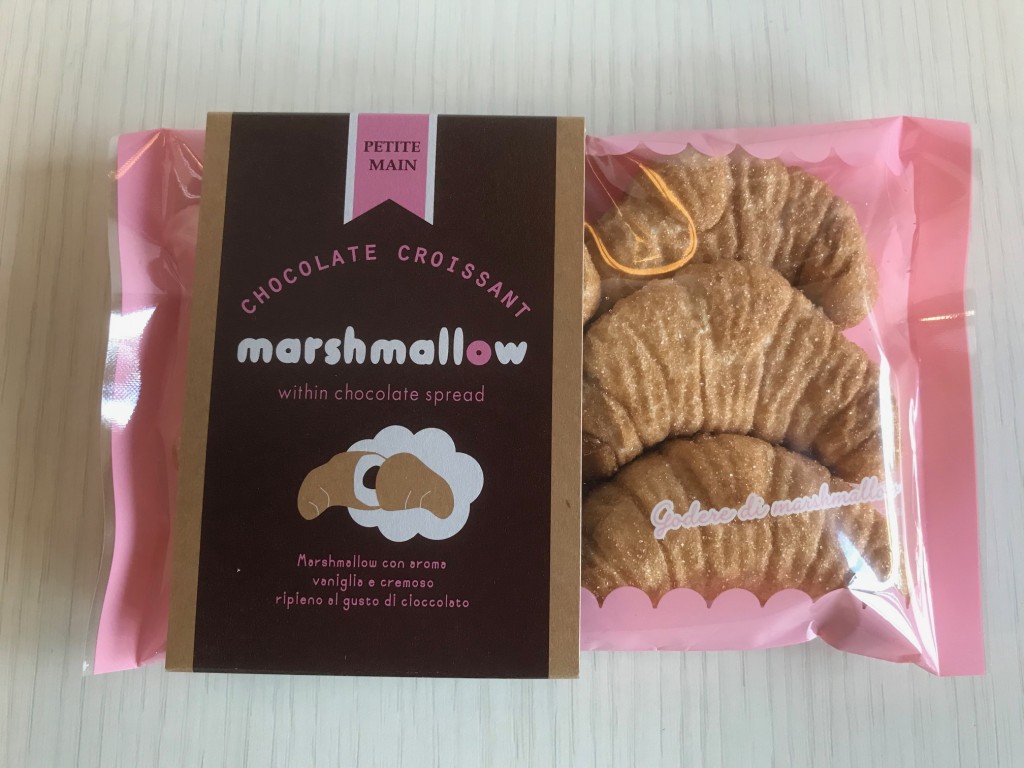 PETITE
MAIN
CHOCOLATE CROISSANT
marshmallow
within chocolate spread
Marshmallow con aroma
vaniglia e cremoso
ripieno al gusto di cioccolato
Godere di marshmallow